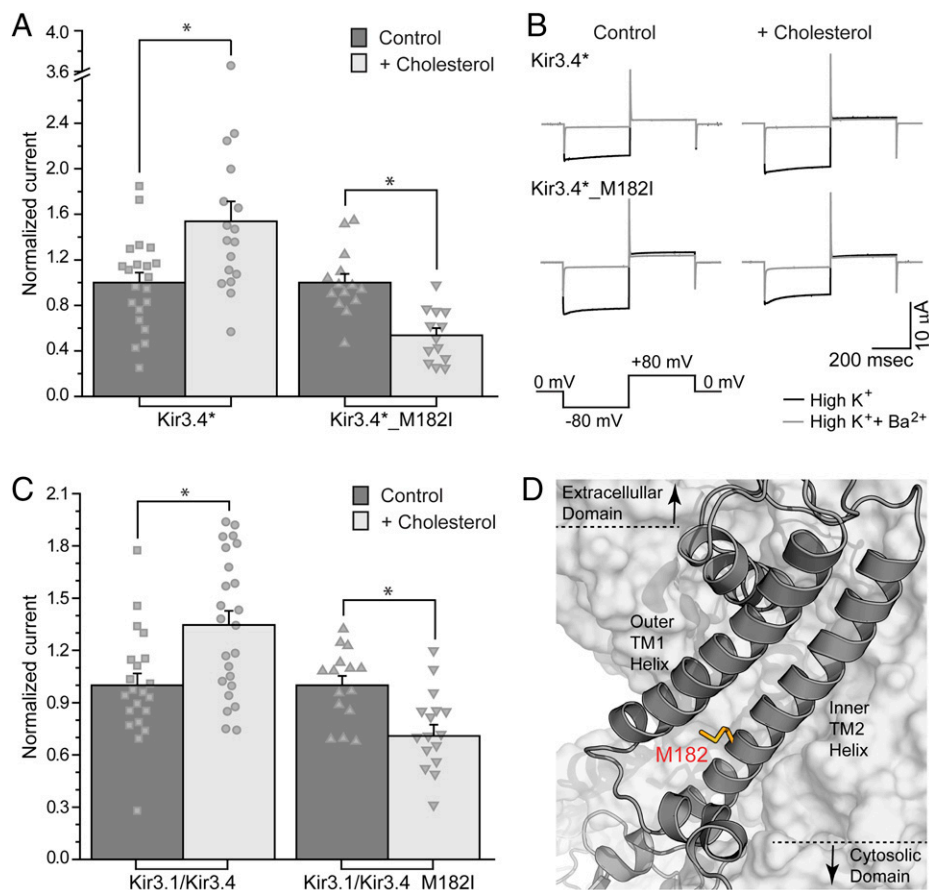 A
Normalized current
4.0
3.6
2.4
2.0
1.6
1.2
0.8
0.4
0.0
*
*
Control
+ Cholesterol
Kir3.4*
Kir3.4*_M182I
B
Control
+ Cholesterol
Kir3.4*
Kir3.4*_M182I
10 µA
200 msec
0 mV
+80 mV
0 mV
-80 mV
High K+
High K+ + Ba2+
C
Normalized current
2.1
1.8
1.5
1.2
0.9
0.6
0.3
0.0
*
*
Control
+ Cholesterol
Kir3.1/Kir3.4
Kir3.1/Kir3.4_M182I
D
Extracellular
Domain
Outer
TM1
Helix
Inner
TM2
Helix
M182
Cytosolic
Domain